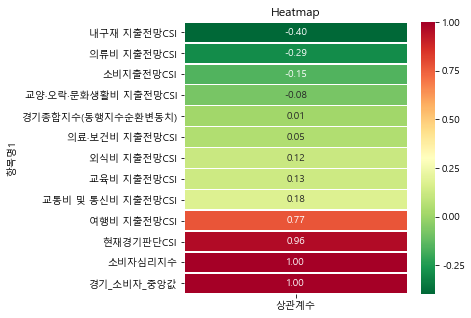 Heatmap
내구재 지출전망CSI -0.40
의류비 지출전망CSI -0.29
소비지출전망CSI -0.15
교양·오락·문화생활비 지출전망CSI -0.08
경기종합지수(동행지수순환변동치) 0.01
의료·보건비 지출전망CSI 0.05
외식비 지출전망CSI 0.12
교육비 지출전망CSI 0.13
교통비 및 통신비 지출전망CSI 0.18
여행비 지출전망CSI 0.77
현재경기판단CSI 0.96
소비자심리지수 1.00
경기_소비자_중앙값 1.00
항목명1
상관계수
1.00
0.75
0.50
0.25
0.00
-0.25